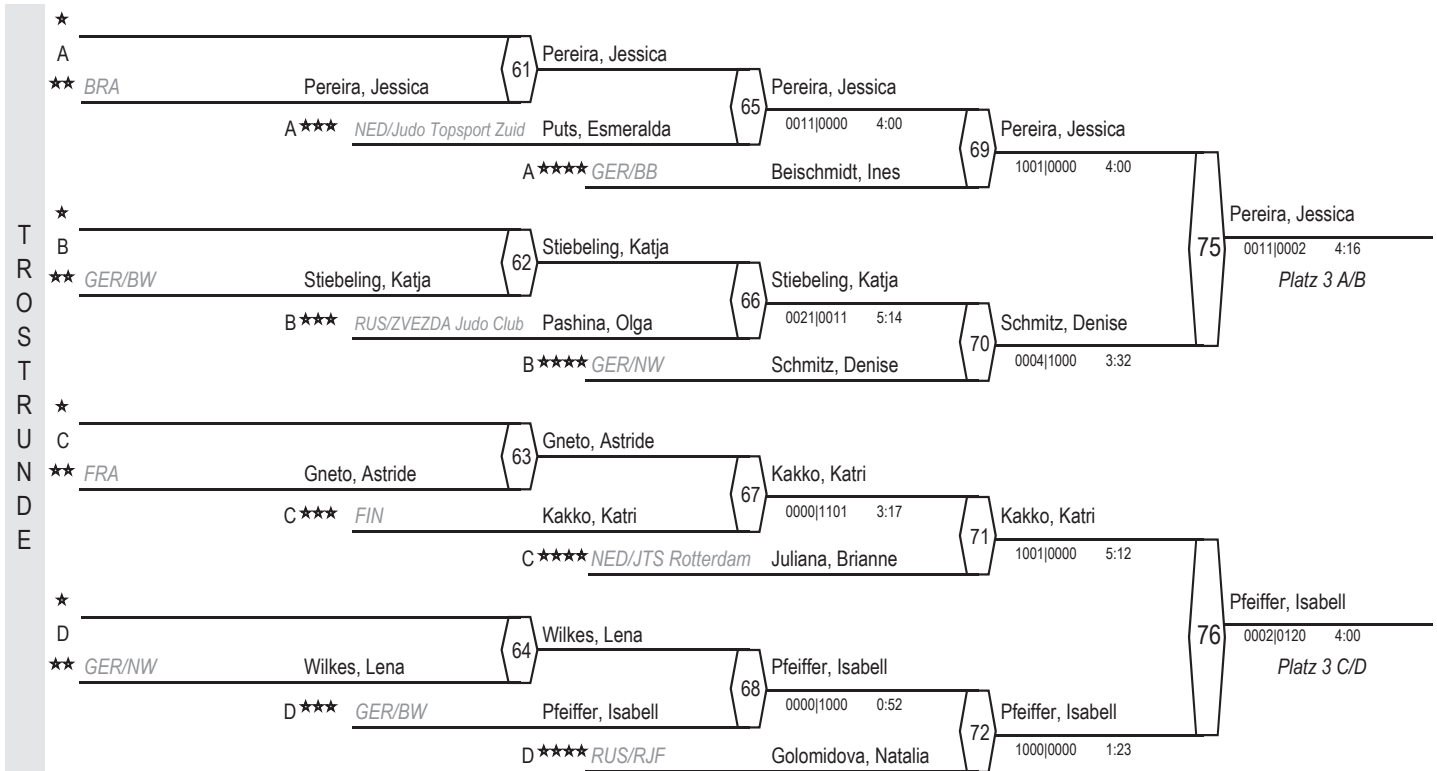 TROSTRUNDE
★
A
61 Pereira, Jessica
★★ BRA Pereira, Jessica
65 Pereira, Jessica
0011|0000 4:00
A★★★ NED/Judo Topsport Zuid Puts, Esmeralda
69 Pereira, Jessica
1001|0000 4:00
A★★★★ GER/BB Beischmidt, Ines
★
B
62 Stiebeling, Katja
★★ GER/BW Stiebeling, Katja
75 Pereira, Jessica
0011|0002 4:16
Platz 3 A/B
66 Stiebeling, Katja
0021|0011 5:14
B★★★ RUS/ZVEZDA Judo Club Pashina, Olga
70 Schmitz, Denise
0004|1000 3:32
B★★★★ GER/NW Schmitz, Denise
★
C
63 Gneto, Astride
★★ FRA Gneto, Astride
67 Kakko, Katri
0000|1101 3:17
C★★★ FIN Kakko, Katri
71 Kakko, Katri
1001|0000 5:12
C★★★★ NED/JTS Rotterdam Juliana, Brianne
★
D
64 Wilkes, Lena
★★ GER/NW Wilkes, Lena
76 Pfeiffer, Isabell
0002|0120 4:00
Platz 3 C/D
68 Pfeiffer, Isabell
0000|1000 0:52
D★★★ GER/BW Pfeiffer, Isabell
72 Pfeiffer, Isabell
1000|0000 1:23
D★★★★ RUS/RJF Golomidova, Natalia